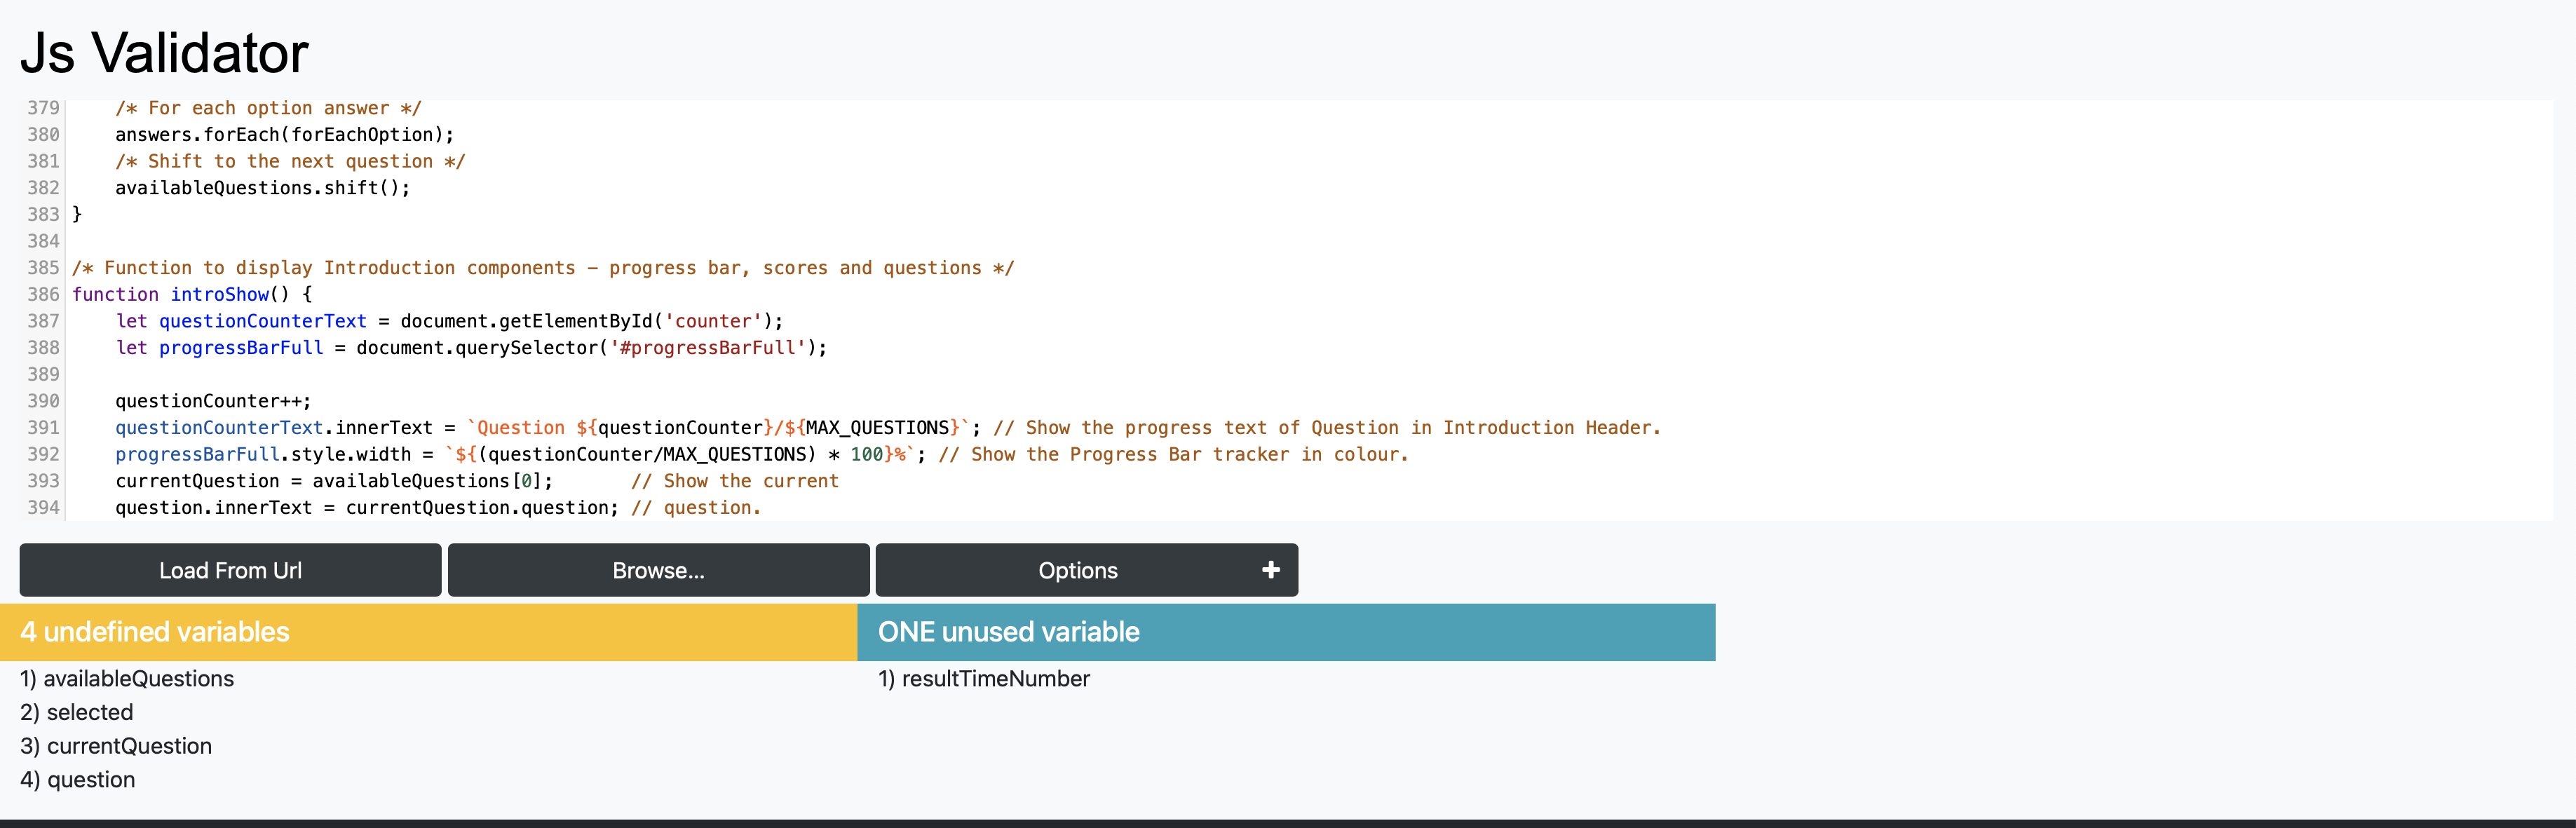 Js Validator
379 /* For each option answer */
380 answers.forEach(forEachOption);
381 /* Shift to the next question */
382 availableQuestions.shift();
383 }
384
385 /* Function to display Introduction components – progress bar, scores and questions */
386 function introShow() {
387 let questionCounterText = document.getElementById('counter');
388 let progressBarFull = document.querySelector('#progressBarFull');
389
390 questionCounter++;
391 questionCounterText.innerText = `Question ${questionCounter}/${MAX_QUESTIONS}`; // Show the progress text of Question in Introduction Header.
392 progressBarFull.style.width = `${(questionCounter/MAX_QUESTIONS) * 100}%`; // Show the Progress Bar tracker in colour.
393 currentQuestion = availableQuestions[0]; // Show the current
394 question.innerText = currentQuestion.question; // question.
Load From Url Browse... Options +
4 undefined variables ONE unused variable
1) availableQuestions 1) resultTimeNumber
2) selected
3) currentQuestion
4) question